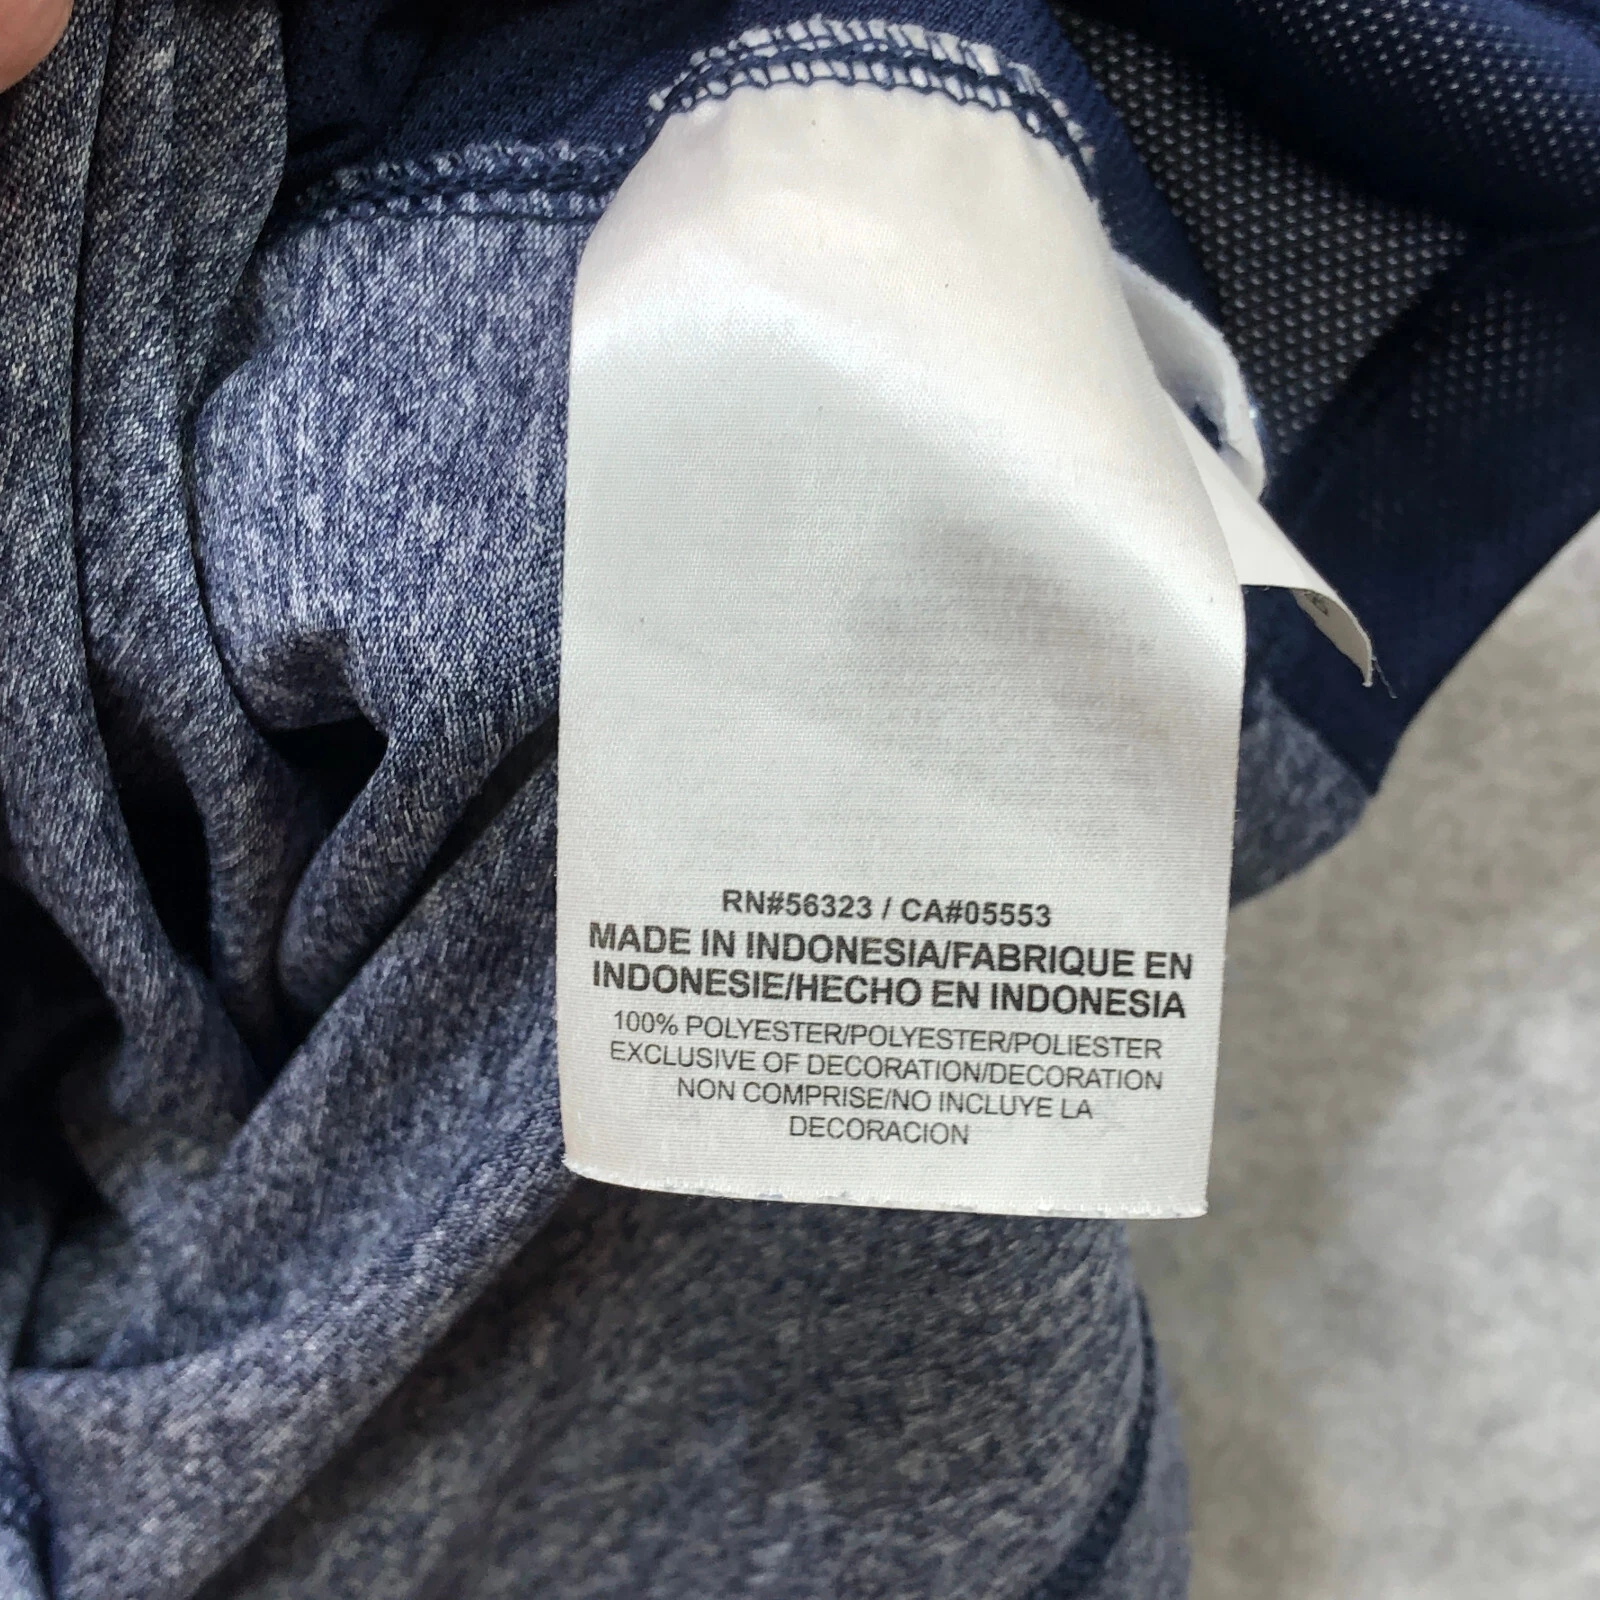 RN#56323 / CA#05553
MADE IN INDONESIA/FABRIQUE EN
INDONESIE/HECHO EN INDONESIA
100% POLYESTER/POLYESTER/POLIESTER
EXCLUSIVE OF DECORATION/DECORATION
NON COMPRISE/NO INCLUYE LA
DECORACION